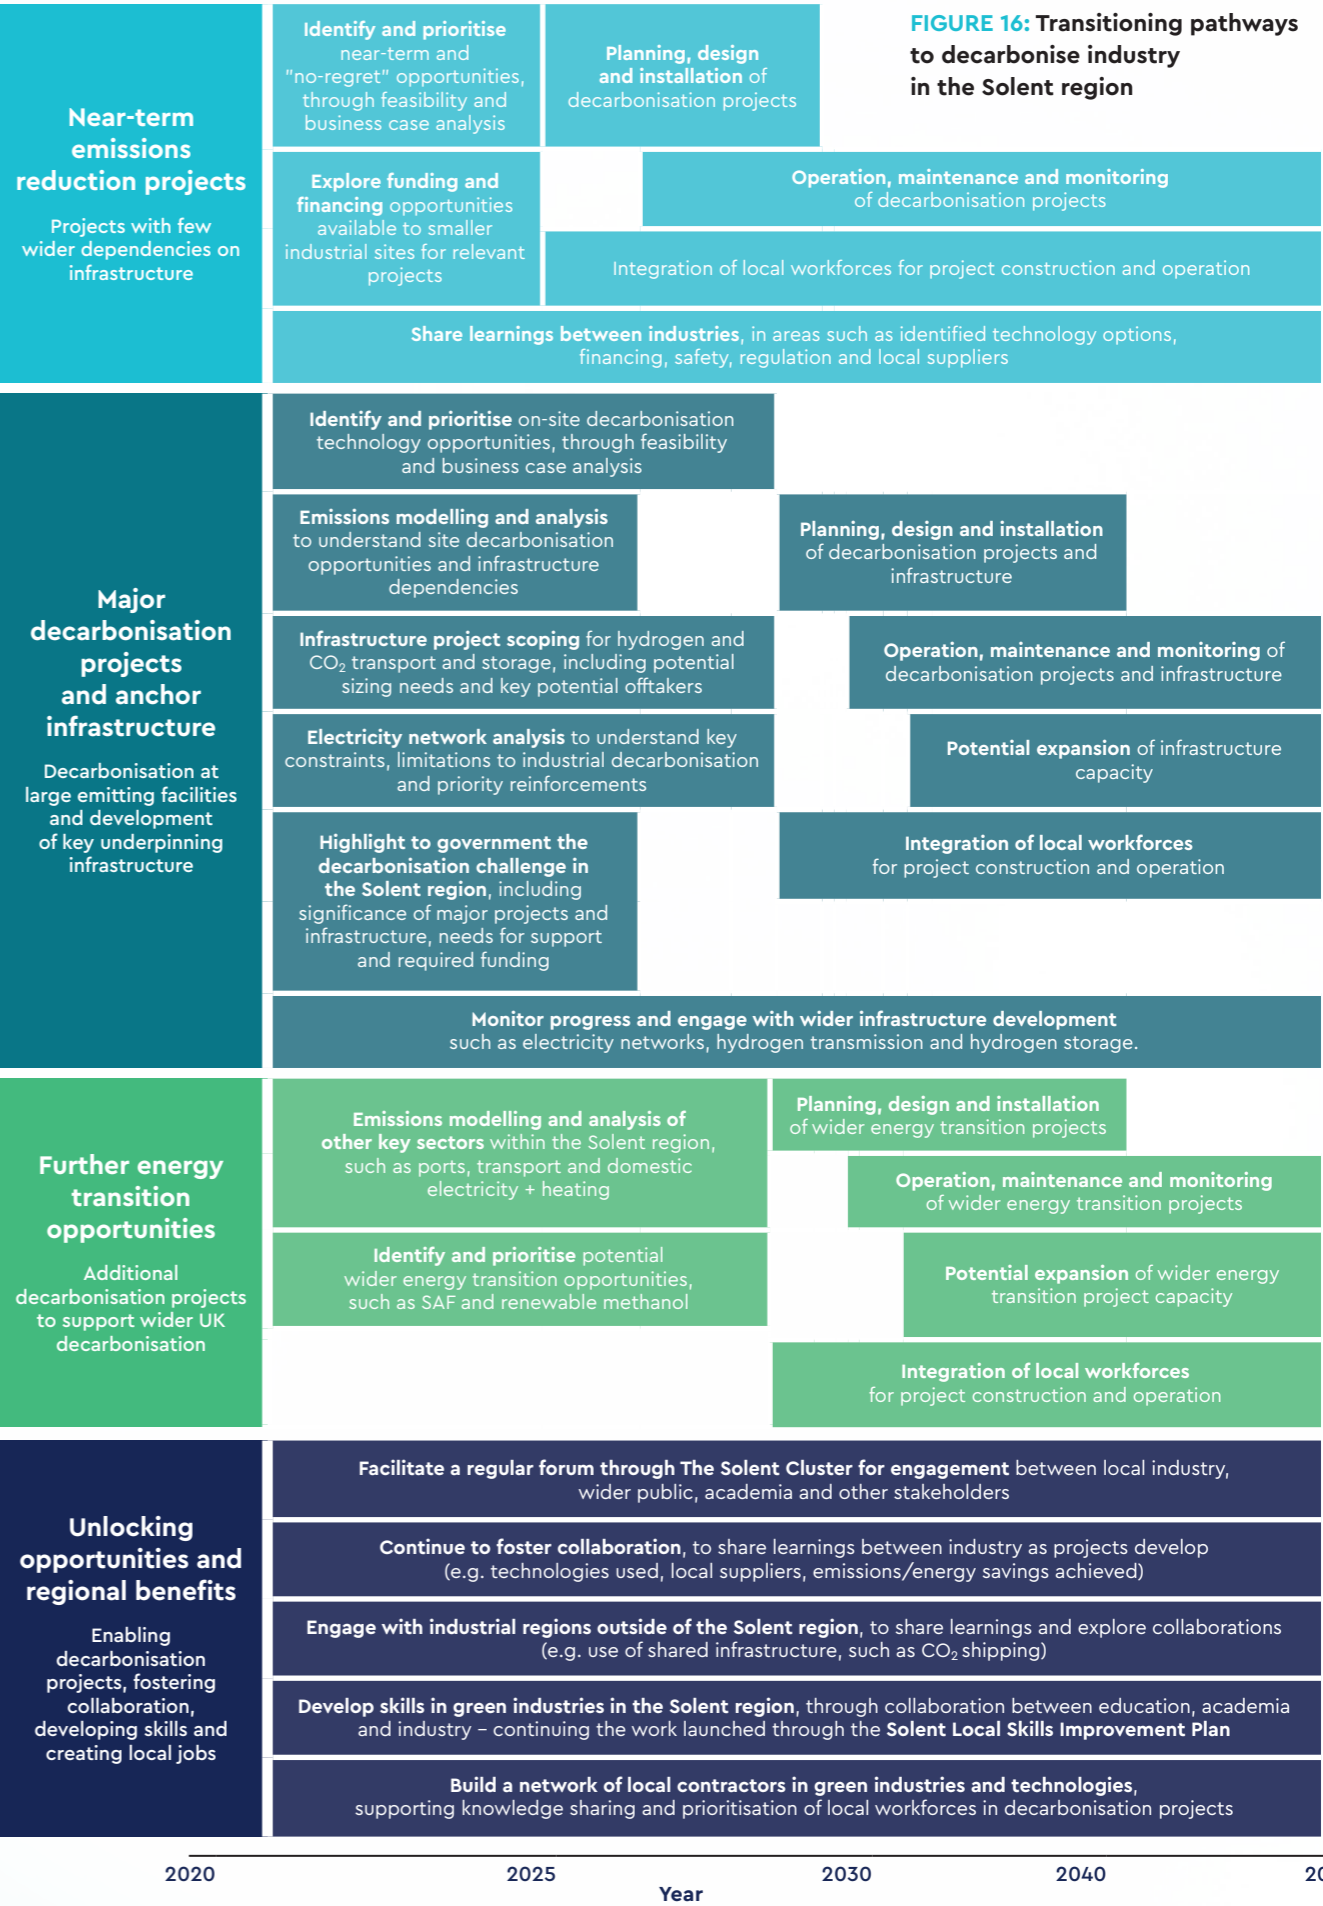 FIGURE 16: Transitioning pathways
to decarbonise industry
in the Solent region
Near-term
emissions
reduction projects
Projects with few
wider dependencies on
infrastructure
Identify and prioritise
near-term and
"no-regret" opportunities,
through feasibility and
business case analysis
Planning, design
and installation of
decarbonisation projects
Explore funding and
financing opportunities
available to smaller
industrial sites for relevant
projects
Operation, maintenance and monitoring
of decarbonisation projects
Integration of local workforces for project construction and operation
Share learnings between industries, in areas such as identified technology options,
financing, safety, regulation and local suppliers
Major
decarbonisation
projects
and anchor
infrastructure
Decarbonisation at
large emitting facilities
and development
of key underpinning
infrastructure
Identify and prioritise on-site decarbonisation
technology opportunities, through feasibility
and business case analysis
Emissions modelling and analysis
to understand site decarbonisation
opportunities and infrastructure
dependencies
Planning, design and installation
of decarbonisation projects and
infrastructure
Infrastructure project scoping for hydrogen and
CO₂ transport and storage, including potential
sizing needs and key potential offtakers
Operation, maintenance and monitoring of
decarbonisation projects and infrastructure
Electricity network analysis to understand key
constraints, limitations to industrial decarbonisation
and priority reinforcements
Potential expansion of infrastructure
capacity
Highlight to government the
decarbonisation challenge in
the Solent region, including
significance of major projects and
infrastructure, needs for support
and required funding
Integration of local workforces
for project construction and operation
Monitor progress and engage with wider infrastructure development
such as electricity networks, hydrogen transmission and hydrogen storage.
Further energy
transition
opportunities
Additional
decarbonisation projects
to support wider UK
decarbonisation
Emissions modelling and analysis of
other key sectors within the Solent region,
such as ports, transport and domestic
electricity + heating
Planning, design and installation
of wider energy transition projects
Operation, maintenance and monitoring
of wider energy transition projects
Identify and prioritise potential
wider energy transition opportunities,
such as SAF and renewable methanol
Potential expansion of wider energy
transition project capacity
Integration of local workforces
for project construction and operation
Unlocking
opportunities and
regional benefits
Enabling
decarbonisation
projects, fostering
collaboration,
developing skills and
creating local jobs
Facilitate a regular forum through The Solent Cluster for engagement between local industry,
wider public, academia and other stakeholders
Continue to foster collaboration, to share learnings between industry as projects develop
(e.g. technologies used, local suppliers, emissions/energy savings achieved)
Engage with industrial regions outside of the Solent region, to share learnings and explore collaborations
(e.g. use of shared infrastructure, such as CO₂ shipping)
Develop skills in green industries in the Solent region, through collaboration between education, academia
and industry – continuing the work launched through the Solent Local Skills Improvement Plan
Build a network of local contractors in green industries and technologies,
supporting knowledge sharing and prioritisation of local workforces in decarbonisation projects
2020 2025 2030 2040
Year